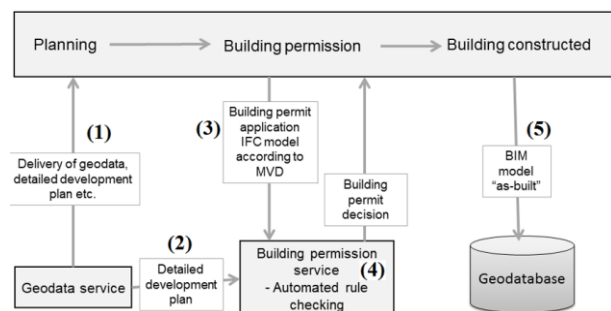 Planning
Building permission
Building constructed
(1)
Delivery of geodata,
detailed development
plan etc.
(3)
Building permit
application
IFC model
according to
MVD
Building
permit
decision
(5)
BIM
model
"as-built"
(2)
Detailed
development
plan
Geodata service
Building permission
service
- Automated rule
checking
(4)
Geodatabase